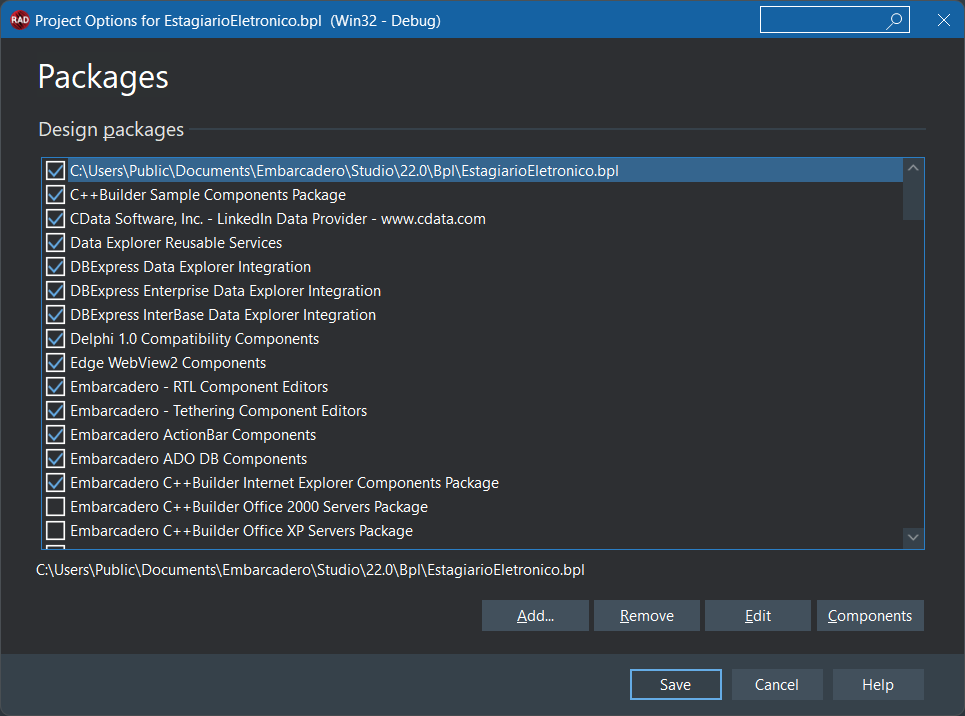 RAD Project Options for EstagiarioEletronico.bpl (Win32 - Debug)
Packages
Design packages
C:\Users\Public\Documents\Embarcadero\Studio\22.0\Bpl\EstagiarioEletronico.bpl
C++Builder Sample Components Package
CData Software, Inc. - LinkedIn Data Provider - www.cdata.com
Data Explorer Reusable Services
DBExpress Data Explorer Integration
DBExpress Enterprise Data Explorer Integration
DBExpress InterBase Data Explorer Integration
Delphi 1.0 Compatibility Components
Edge WebView2 Components
Embarcadero - RTL Component Editors
Embarcadero - Tethering Component Editors
Embarcadero ActionBar Components
Embarcadero ADO DB Components
Embarcadero C++Builder Internet Explorer Components Package
Embarcadero C++Builder Office 2000 Servers Package
Embarcadero C++Builder Office XP Servers Package
C:\Users\Public\Documents\Embarcadero\Studio\22.0\Bpl\EstagiarioEletronico.bpl
Add... Remove Edit Components
Save Cancel Help